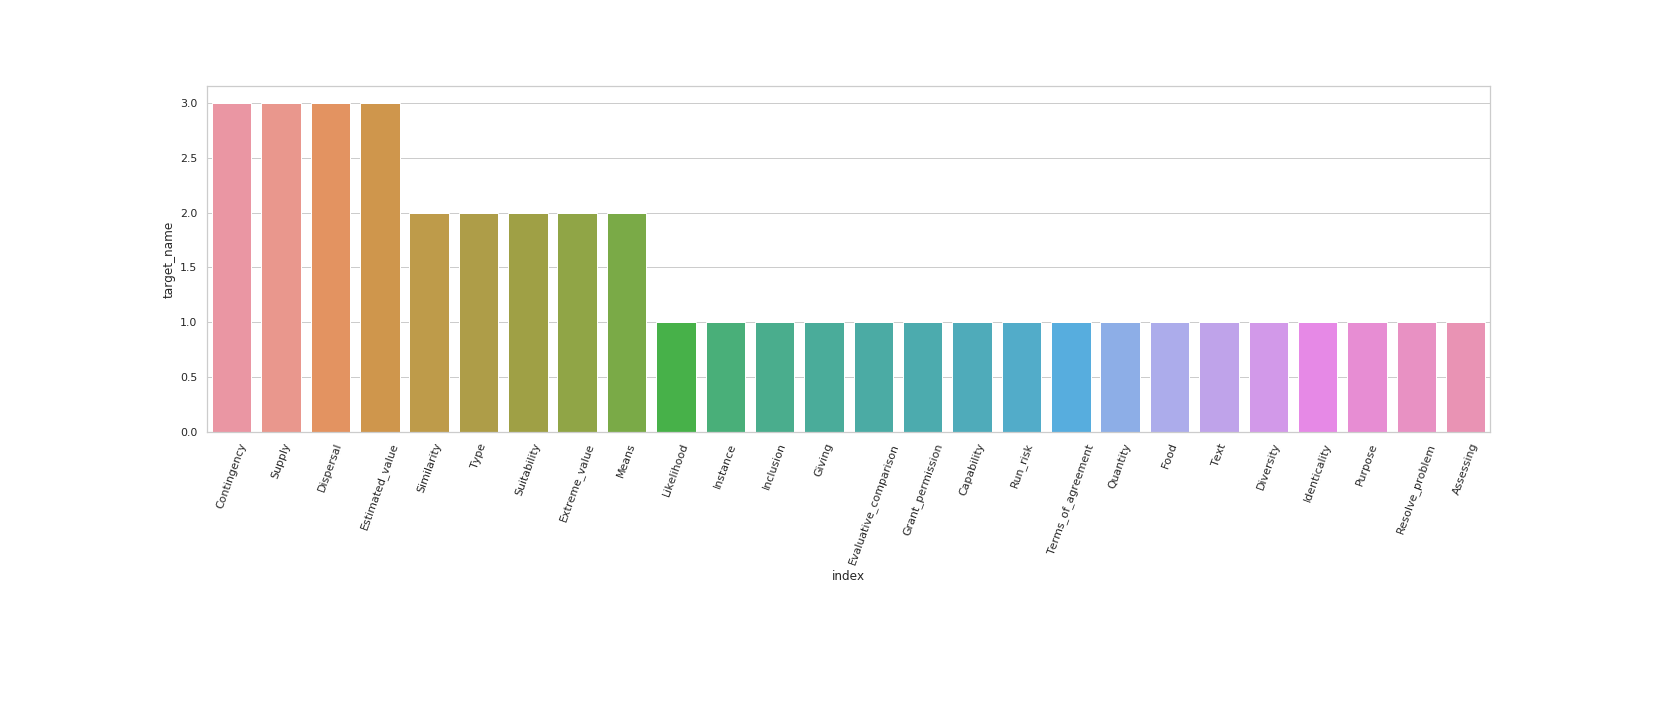 3.0
2.5
2.0
1.5
1.0
0.5
0.0
target_name
Contingency
Supply
Dispersal
Estimated_value
Similarity
Type
Suitability
Extreme_value
Means
Likelihood
Instance
Inclusion
Giving
Evaluative_comparison
Grant_permission
Capability
Run_risk
Terms_of_agreement
Quantity
Food
Text
Diversity
Identicality
Purpose
Resolve_problem
Assessing
index